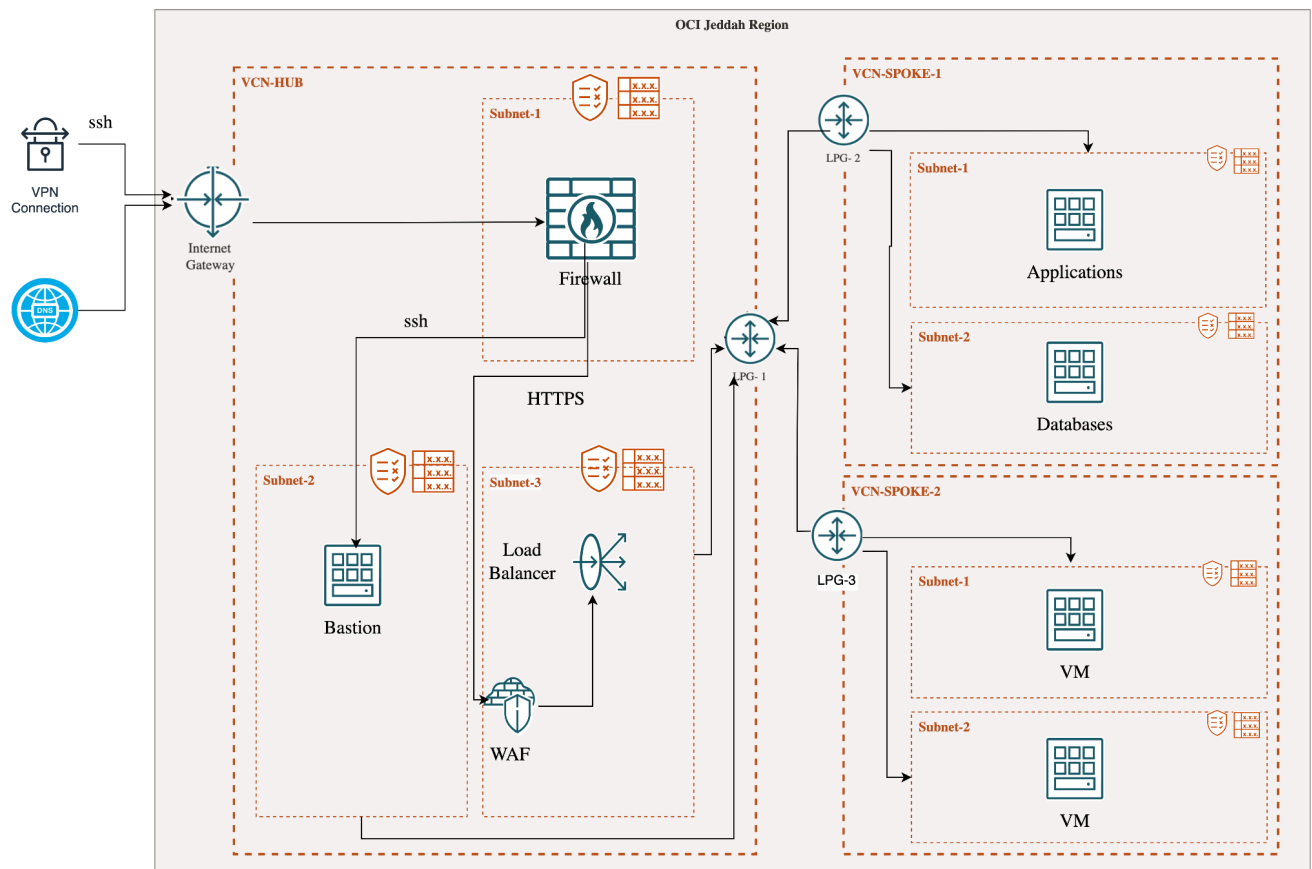 OCI Jeddah Region
VCN-HUB
VCN-SPOKE-1
Subnet-1
x.x.x.
x.x.x.
x.x.x.
ssh
LPG- 2
x.x.x.
x.x.x.
x.x.x.
Subnet-1
VPN
Connection
Internet
Gateway
Applications
Firewall
DNS
ssh
x.x.x.
x.x.x.
x.x.x.
Subnet-2
LPG- 1
HTTPS
Databases
x.x.x.
x.x.x.
x.x.x.
x.x.x.
x.x.x.
x.x.x.
Subnet-2
Subnet-3
VCN-SPOKE-2
Load
Balancer
LPG-3
x.x.x.
x.x.x.
x.x.x.
Subnet-1
Bastion
VM
x.x.x.
x.x.x.
x.x.x.
Subnet-2
WAF
VM